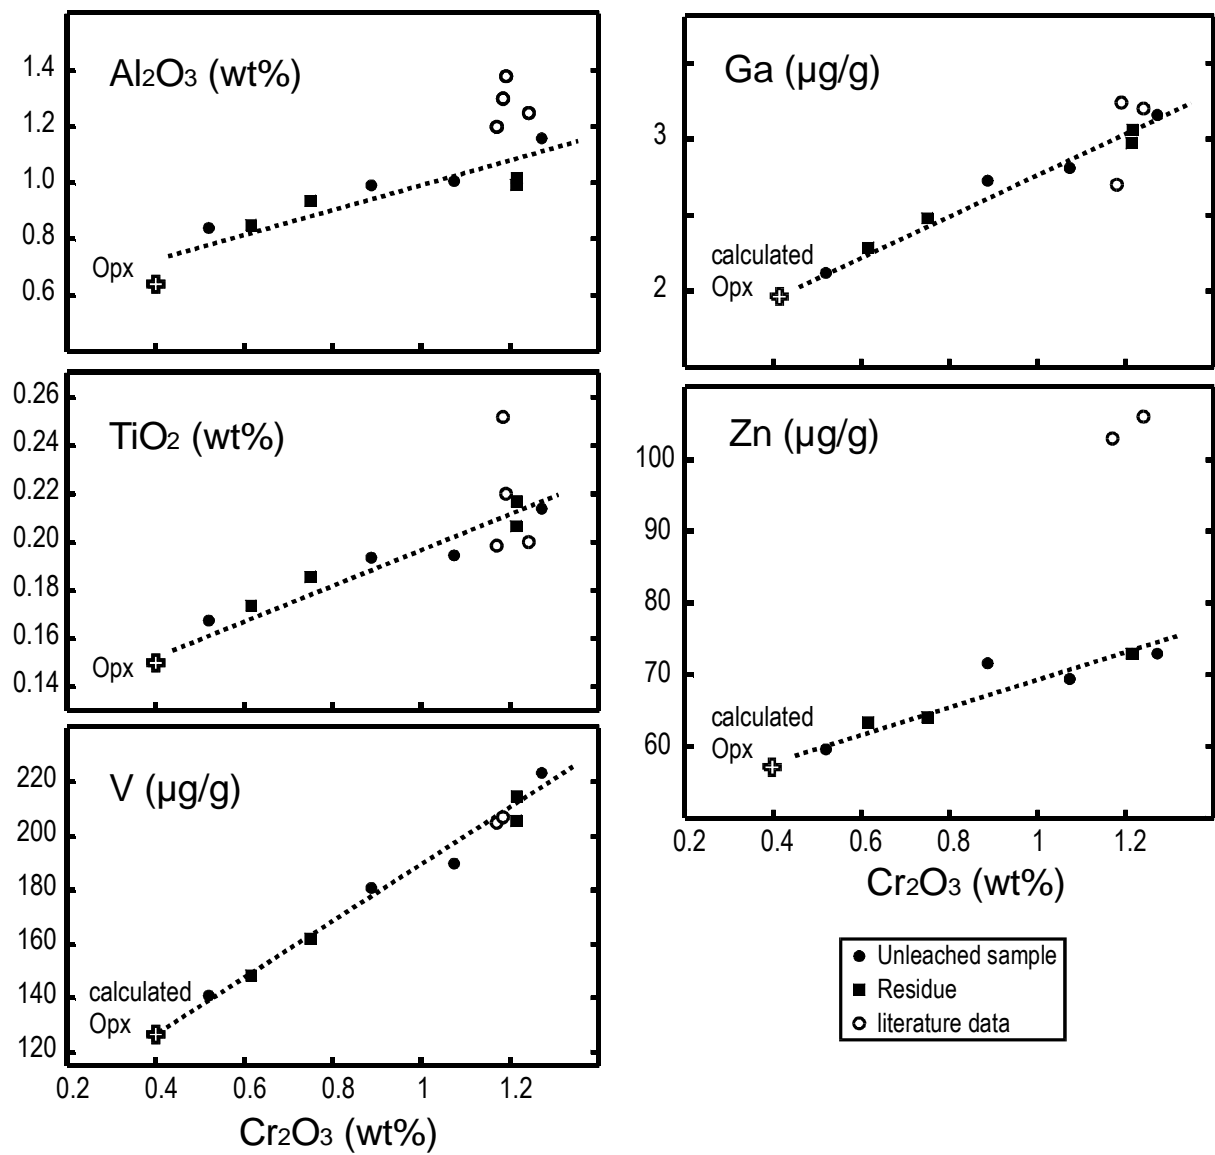 Al₂O₃ (wt%)
1.4
1.2
1.0
0.8
0.6
Opx
TiO₂ (wt%)
0.26
0.24
0.22
0.20
0.18
0.16
0.14
Opx
V (µg/g)
220
200
180
160
140
120
calculated
Opx
0.2 0.4 0.6 0.8 1 1.2
Cr₂O₃ (wt%)
Ga (µg/g)
3
2
calculated
Opx
Zn (µg/g)
100
90
80
70
60
calculated
Opx
0.2 0.4 0.6 0.8 1 1.2
Cr₂O₃ (wt%)
Unleached sample
Residue
literature data